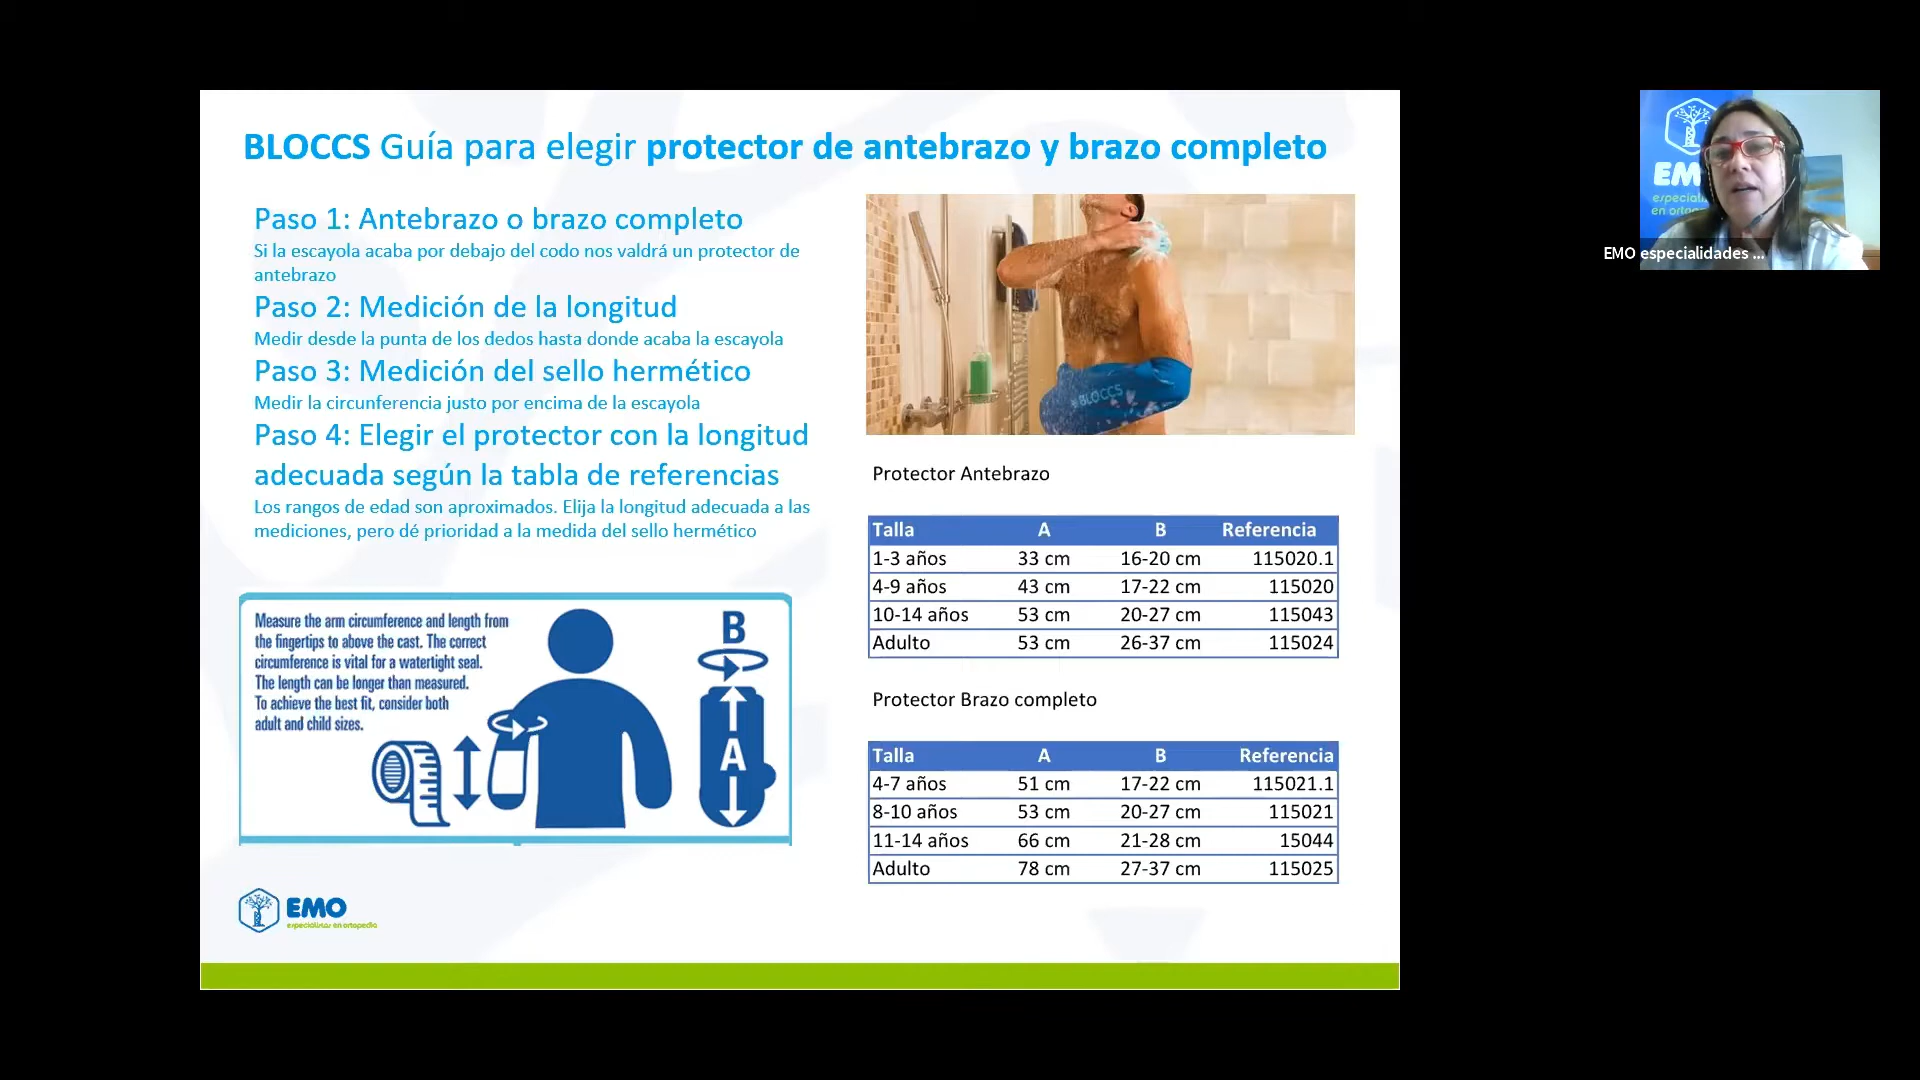 BLOCCS Guía para elegir protector de antebrazo y brazo completo
Paso 1: Antebrazo o brazo completo
Si la escayola acaba por debajo del codo nos valdrá un protector de
antebrazo
Paso 2: Medición de la longitud
Medir desde la punta de los dedos hasta donde acaba la escayola
Paso 3: Medición del sello hermético
Medir la circunferencia justo por encima de la escayola
Paso 4: Elegir el protector con la longitud
adecuada según la tabla de referencias
Los rangos de edad son aproximados. Elija la longitud adecuada a las
mediciones, pero dé prioridad a la medida del sello hermético
Measure the arm circumference and length from
the fingertips to above the cast. The correct
circumference is vital for a watertight seal.
The length can be longer than measured.
To achieve the best fit, consider both
adult and child sizes.
B
A
BLOCCS
Protector Antebrazo
Talla A B Referencia
1-3 años 33 cm 16-20 cm 115020.1
4-9 años 43 cm 17-22 cm 115020
10-14 años 53 cm 20-27 cm 115043
Adulto 53 cm 26-37 cm 115024
Protector Brazo completo
Talla A B Referencia
4-7 años 51 cm 17-22 cm 115021.1
8-10 años 53 cm 20-27 cm 115021
11-14 años 66 cm 21-28 cm 15044
Adulto 78 cm 27-37 cm 115025
EMO
especialistas en ortopedia
EM
especiali
en orto
EMO especialidades ...